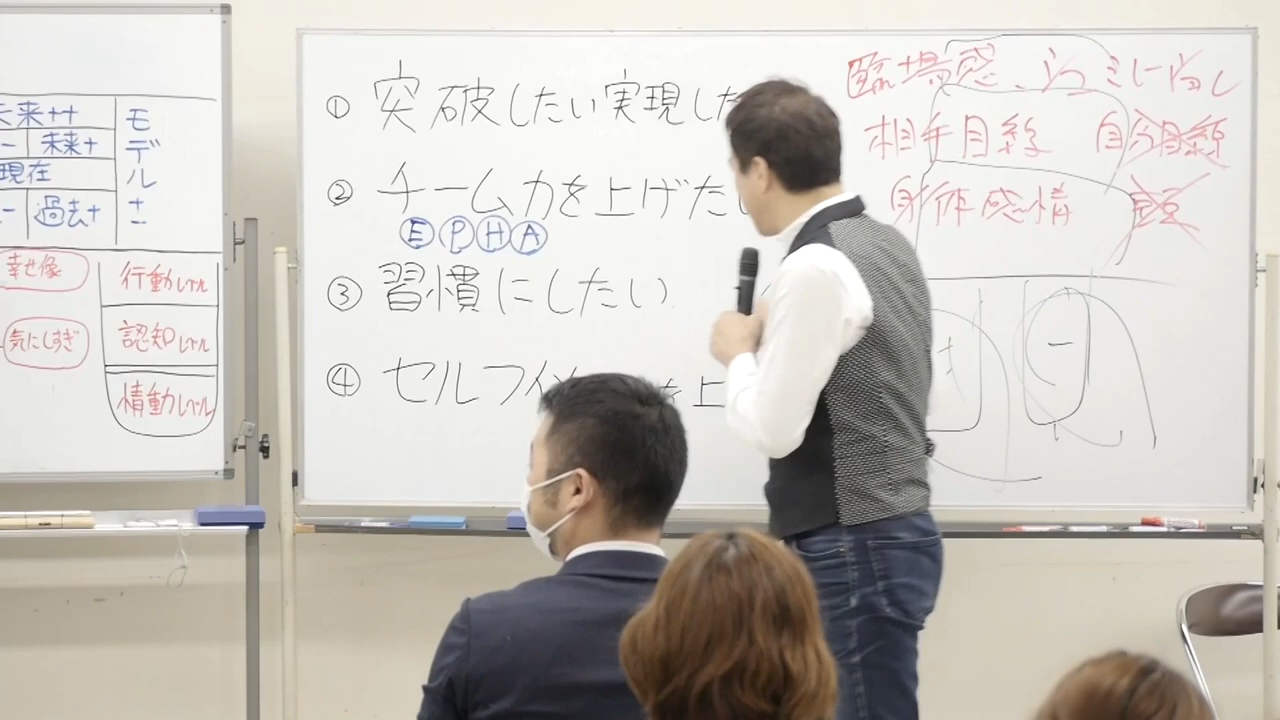 未来++
未来+
現在
過去+
モデル
幸せ像
気にしすぎ
行動レベル
認知レベル
情動レベル
① 突破したい実現した
② チーム力を上げた
E P H A
③ 習慣にしたい
④ セルフイ
上
臨場感
相手目線 自分目線
身体感情
+
−